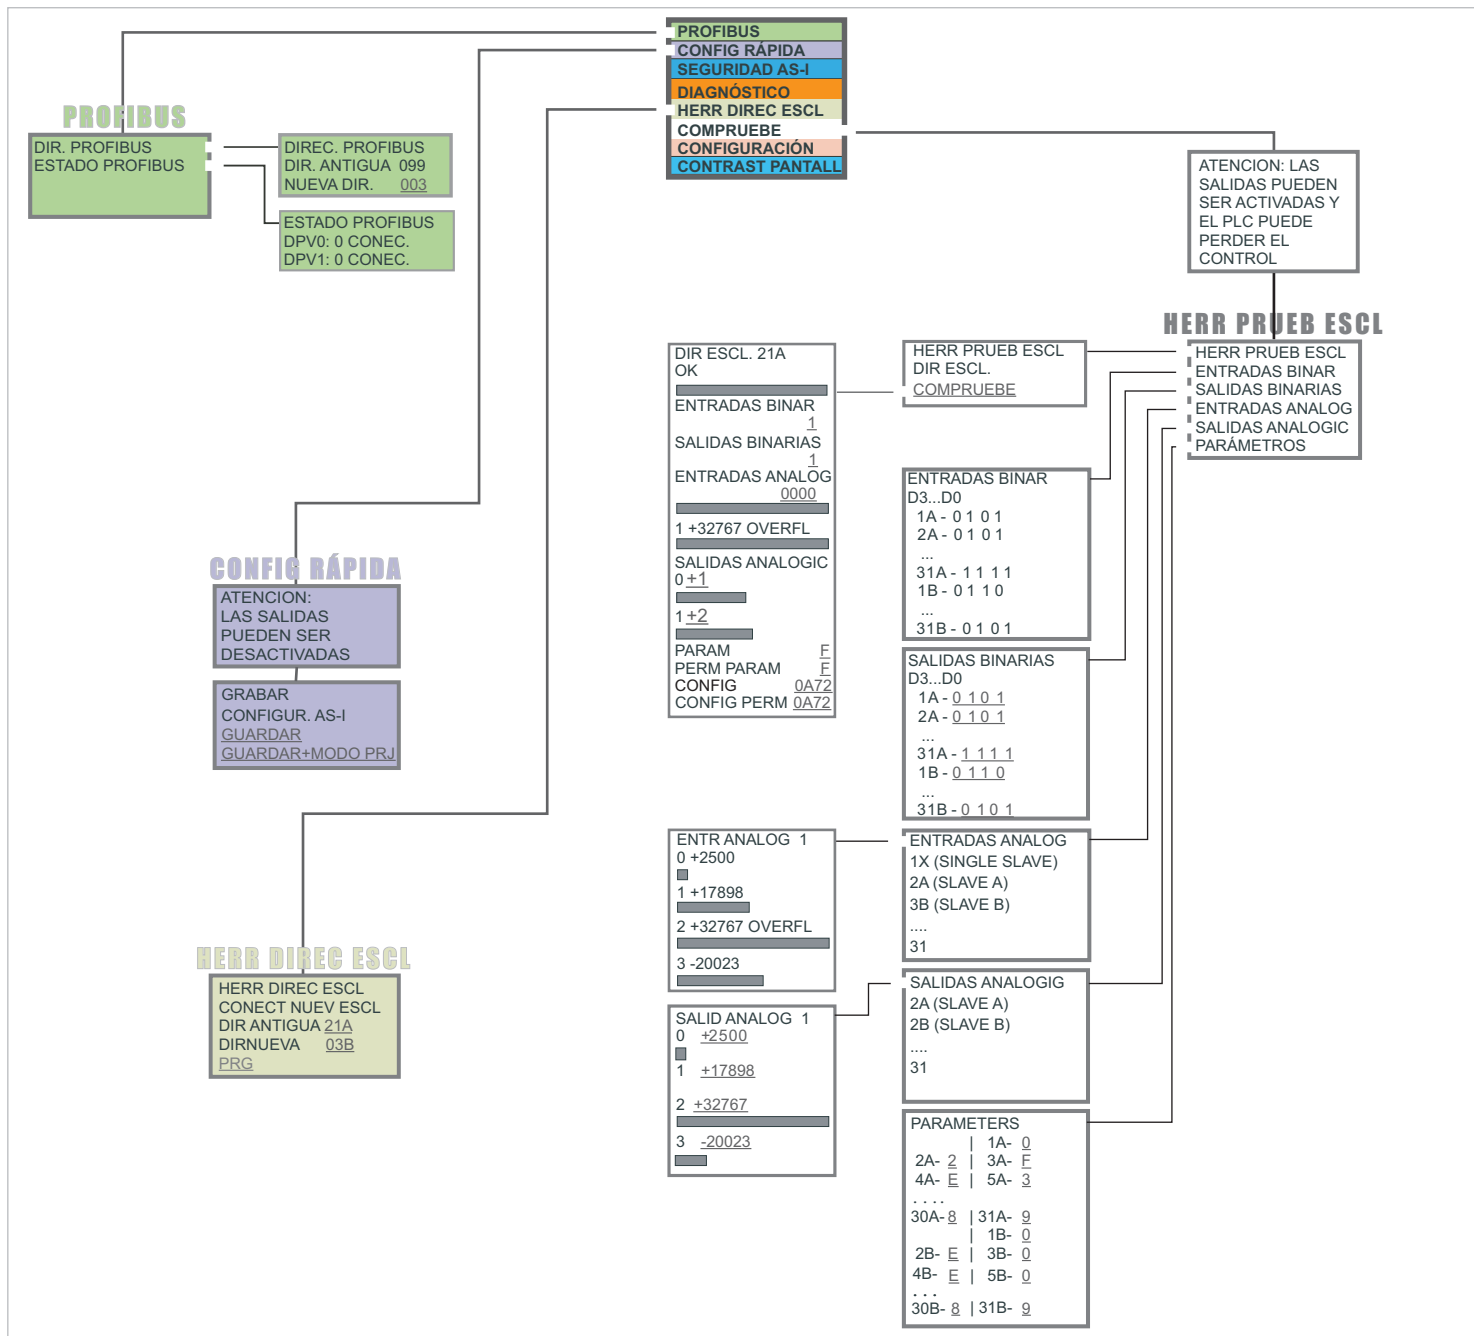 PROFIBUS
CONFIG RÁPIDA
SEGURIDAD AS-I
DIAGNÓSTICO
HERR DIREC ESCL
COMPRUEBE
CONFIGURACIÓN
CONTRAST PANTALL
PROFIBUS
DIR. PROFIBUS
ESTADO PROFIBUS
DIREC. PROFIBUS
DIR. ANTIGUA 099
NUEVA DIR. 003
ESTADO PROFIBUS
DPV0: 0 CONEC.
DPV1: 0 CONEC.
ATENCION: LAS
SALIDAS PUEDEN
SER ACTIVADAS Y
EL PLC PUEDE
PERDER EL
CONTROL
HERR PRUEB ESCL
HERR PRUEB ESCL
ENTRADAS BINAR
SALIDAS BINARIAS
ENTRADAS ANALOG
SALIDAS ANALOGIC
PARÁMETROS
HERR PRUEB ESCL
DIR ESCL.
COMPRUEBE
DIR ESCL. 21A
OK
ENTRADAS BINAR
1
SALIDAS BINARIAS
1
ENTRADAS ANALOG
0000
1 +32767 OVERFL
SALIDAS ANALOGIC
0 +1
1 +2
PARAM F
PERM PARAM F
CONFIG 0A72
CONFIG PERM 0A72
ENTRADAS BINAR
D3...D0
1A - 0 1 0 1
2A - 0 1 0 1
...
31A - 1 1 1 1
1B - 0 1 1 0
...
31B - 0 1 0 1
SALIDAS BINARIAS
D3...D0
1A - 0 1 0 1
2A - 0 1 0 1
...
31A - 1 1 1 1
1B - 0 1 1 0
...
31B - 0 1 0 1
CONFIG RÁPIDA
ATENCION:
LAS SALIDAS
PUEDEN SER
DESACTIVADAS
GRABAR
CONFIGUR. AS-I
GUARDAR
GUARDAR+MODO PRJ
ENTR ANALOG 1
0 +2500
1 +17898
2 +32767 OVERFL
3 -20023
ENTRADAS ANALOG
1X (SINGLE SLAVE)
2A (SLAVE A)
3B (SLAVE B)
....
31
HERR DIREC ESCL
HERR DIREC ESCL
CONECT NUEV ESCL
DIR ANTIGUA 21A
DIRNUEVA 03B
PRG
SALID ANALOG 1
0 +2500
1 +17898
2 +32767
3 -20023
SALIDAS ANALOGIG
2A (SLAVE A)
2B (SLAVE B)
....
31
PARAMETERS
| 1A- 0
2A- 2 | 3A- F
4A- E | 5A- 3
. . . .
30A- 8 | 31A- 9
| 1B- 0
2B- E | 3B- 0
4B- E | 5B- 0
. . .
30B- 8 | 31B- 9